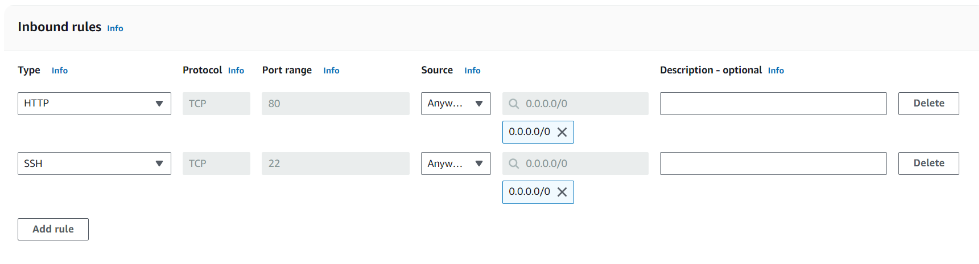 Inbound rules Info
Type Info Protocol Info Port range Info Source Info Description - optional Info
HTTP TCP 80 Anyw... 0.0.0.0/0 Delete
0.0.0.0/0
SSH TCP 22 Anyw... 0.0.0.0/0 Delete
0.0.0.0/0
Add rule